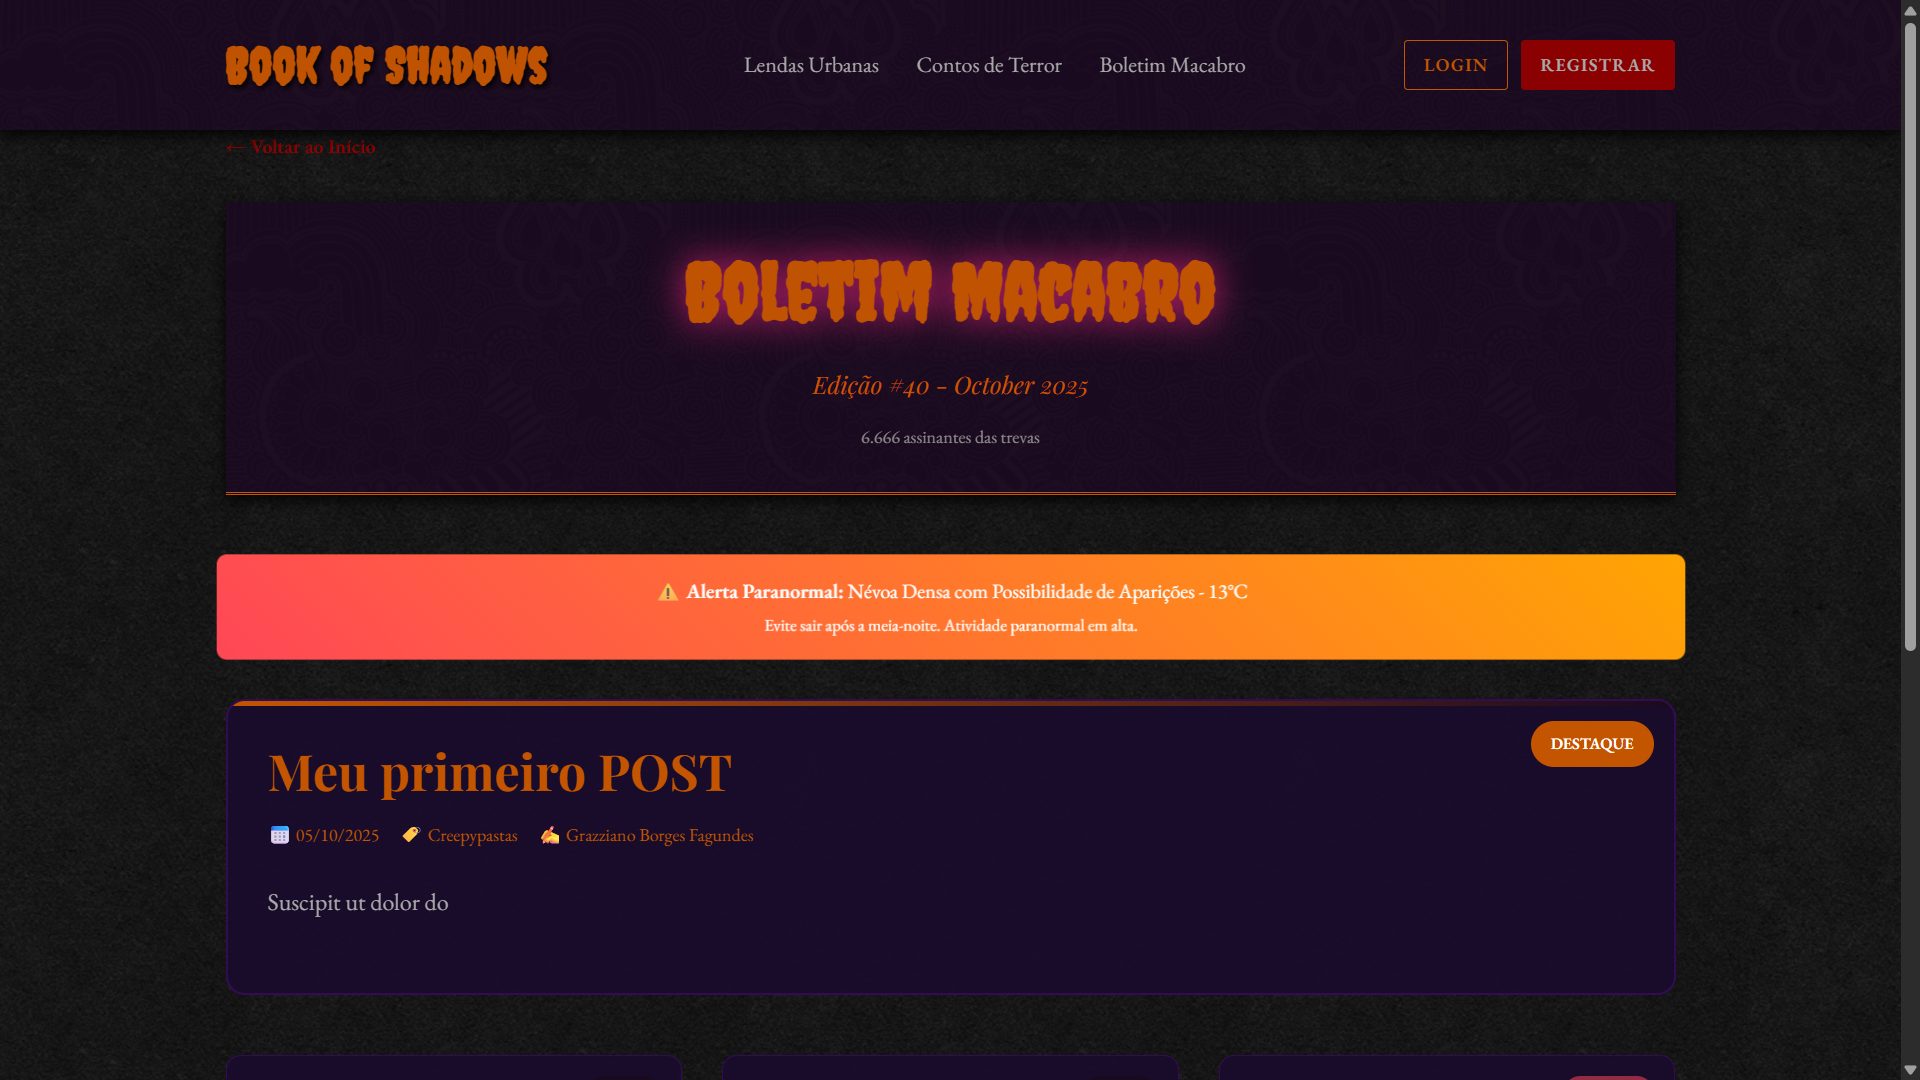 BOOK OF SHADOWS
Lendas Urbanas
Contos de Terror
Boletim Macabro
LOGIN
REGISTRAR
← Voltar ao Início
BOLETIM MACABRO
Edição #40 – October 2025
6.666 assinantes das trevas
⚠️ Alerta Paranormal: Névoa Densa com Possibilidade de Aparições - 13°C
Evite sair após a meia-noite. Atividade paranormal em alta.
DESTAQUE
Meu primeiro POST
05/10/2025
Creepypastas
Grazziano Borges Fagundes
Suscipit ut dolor do